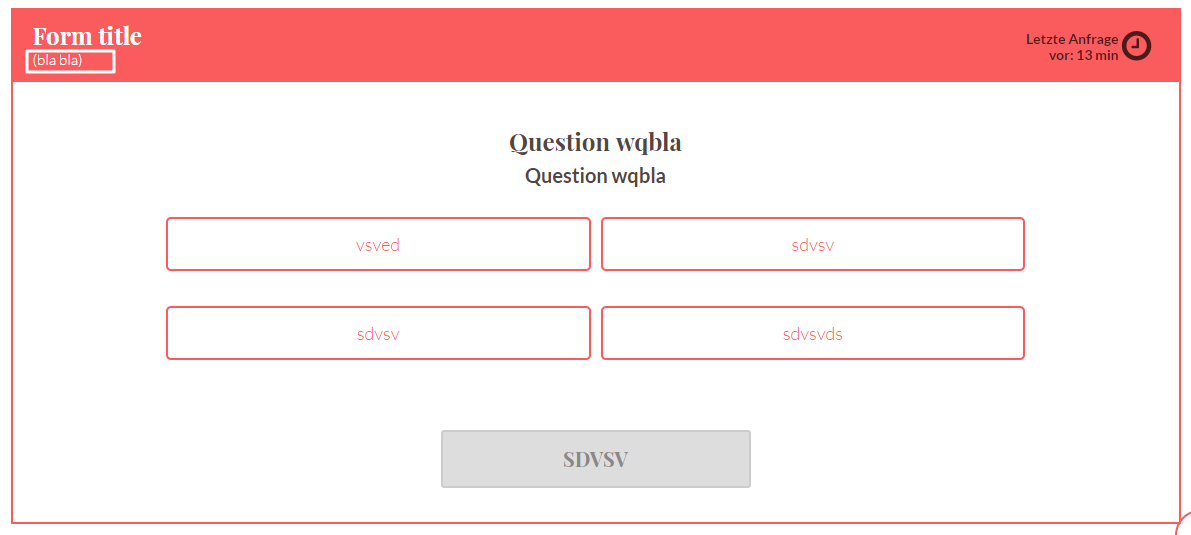 Form title
(bla bla)
Letzte Anfrage
vor: 13 min
Question wqbla
Question wqbla
vsved
sdvsv
sdvsv
sdvsvds
SDVSV